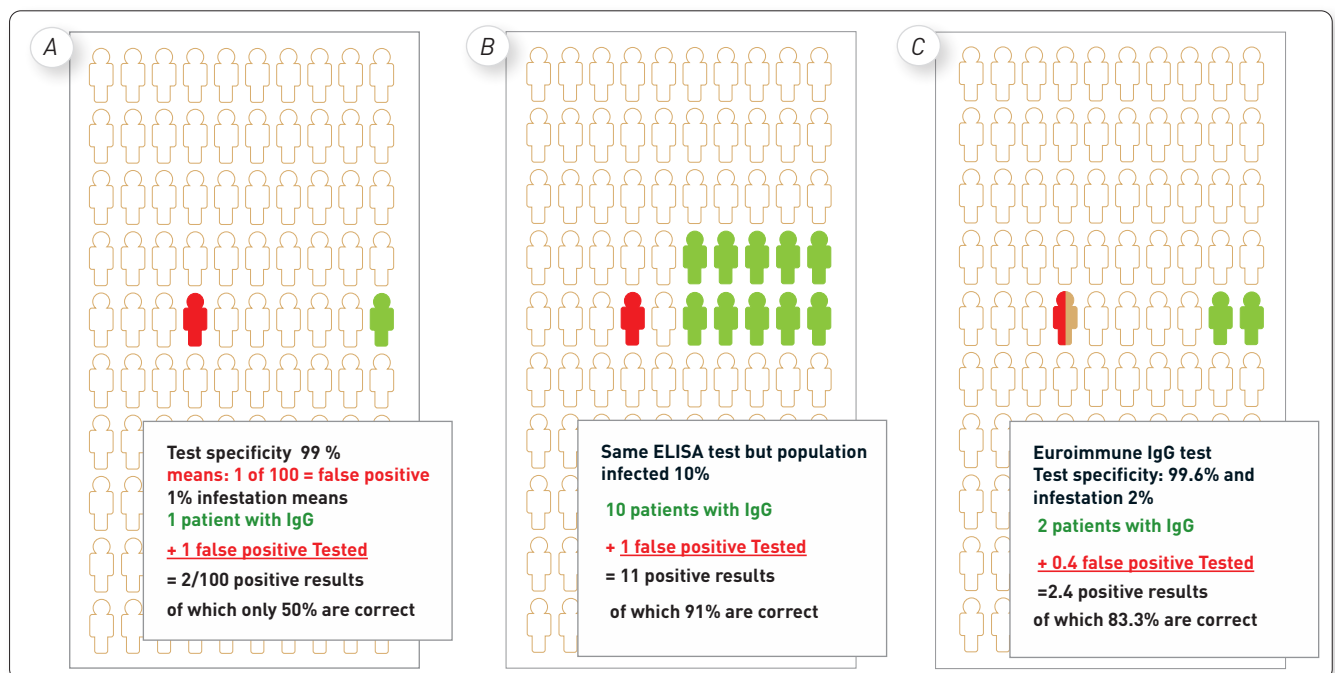 A
Test specificity 99 %
means: 1 of 100 = false positive
1% infestation means
1 patient with IgG
+ 1 false positive Tested
= 2/100 positive results
of which only 50% are correct
B
Same ELISA test but population
infected 10%
10 patients with IgG
+ 1 false positive Tested
= 11 positive results
of which 91% are correct
C
Euroimmune IgG test
Test specificity: 99.6% and
infestation 2%
2 patients with IgG
+ 0.4 false positive Tested
=2.4 positive results
of which 83.3% are correct